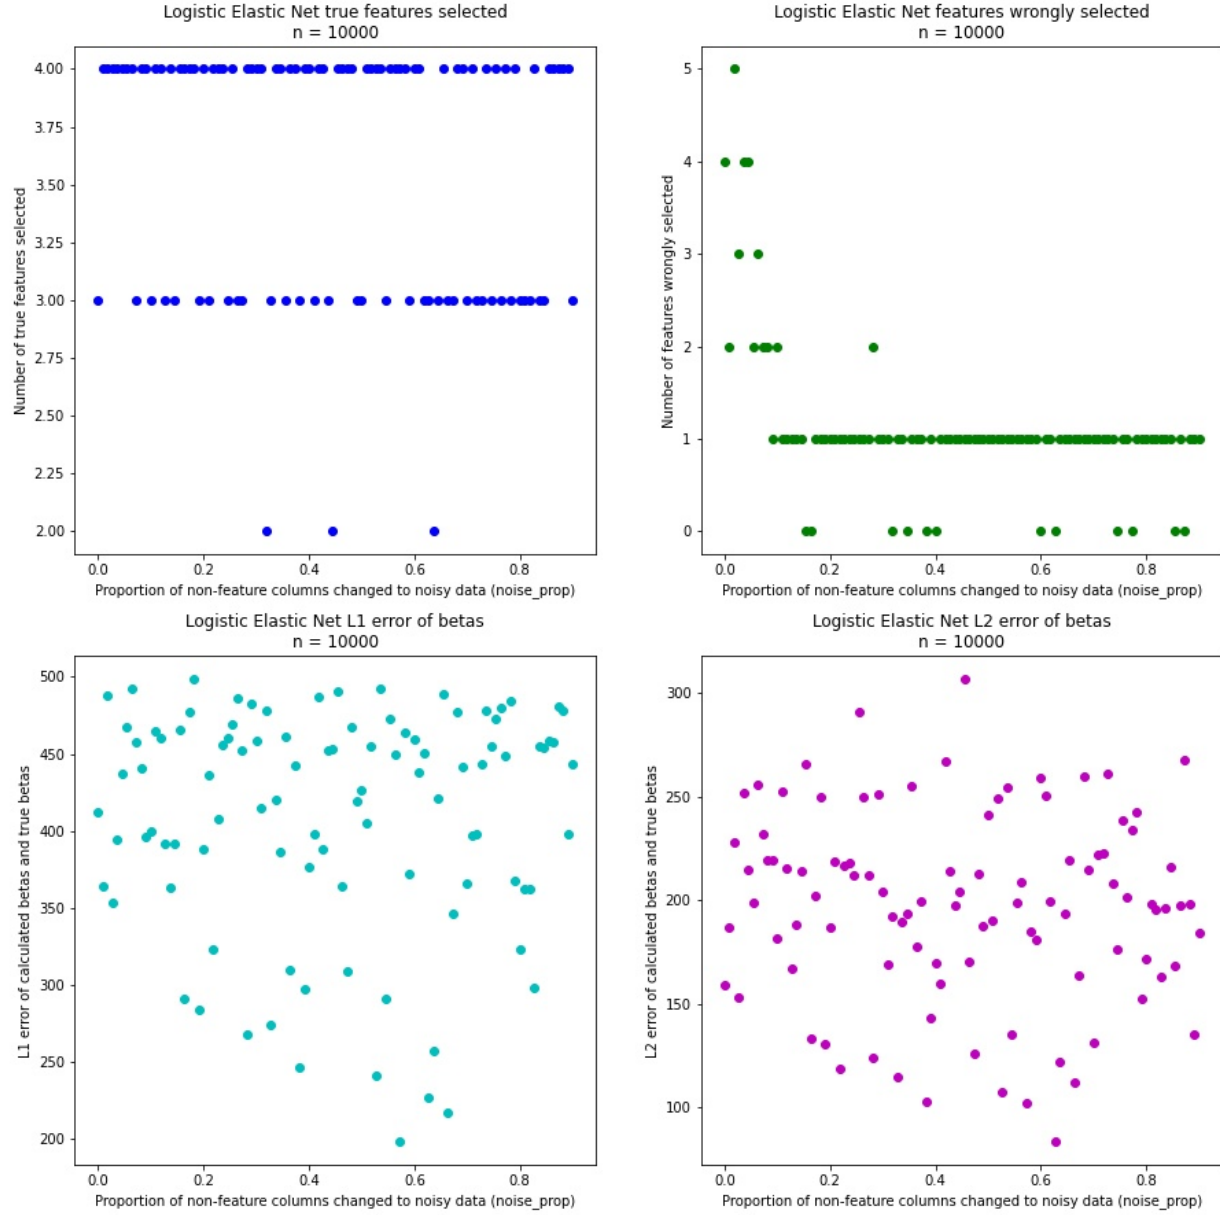 Logistic Elastic Net true features selected
n = 10000
4.00
3.75
3.50
3.25
3.00
2.75
2.50
2.25
2.00
Number of true features selected
0.0 0.2 0.4 0.6 0.8
Proportion of non-feature columns changed to noisy data (noise_prop)
Logistic Elastic Net features wrongly selected
n = 10000
5
4
3
2
1
0
Number of features wrongly selected
0.0 0.2 0.4 0.6 0.8
Proportion of non-feature columns changed to noisy data (noise_prop)
Logistic Elastic Net L1 error of betas
n = 10000
500
450
400
350
300
250
200
L1 error of calculated betas and true betas
0.0 0.2 0.4 0.6 0.8
Proportion of non-feature columns changed to noisy data (noise_prop)
Logistic Elastic Net L2 error of betas
n = 10000
300
250
200
150
100
L2 error of calculated betas and true betas
0.0 0.2 0.4 0.6 0.8
Proportion of non-feature columns changed to noisy data (noise_prop)